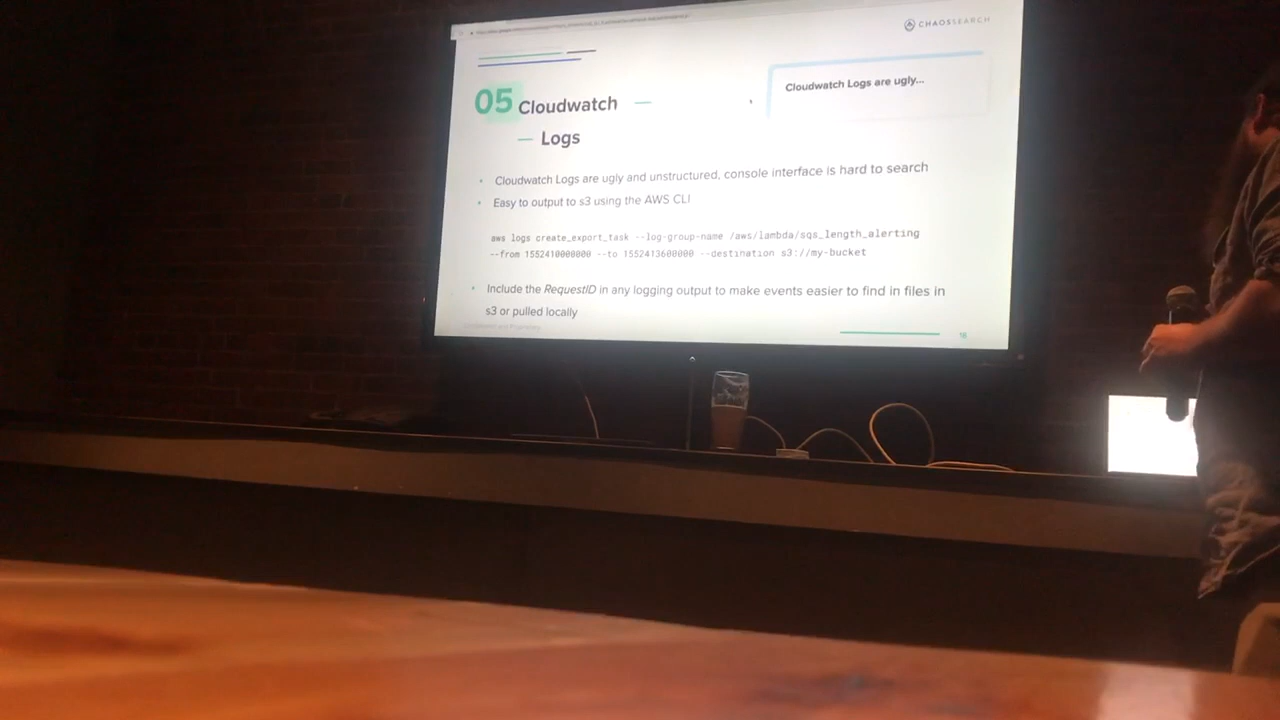 CHAOSSEARCH
05 Cloudwatch
Logs
Cloudwatch Logs are ugly...
Cloudwatch Logs are ugly and unstructured, console interface is hard to search
Easy to output to s3 using the AWS CLI
aws logs create_export_task --log-group-name /aws/lambda/sqs_length_alerting
--from 1552410000000 --to 1552413600000 --destination s3://my-bucket
Include the RequestID in any logging output to make events easier to find in files in
s3 or pulled locally
Confidential and Proprietary